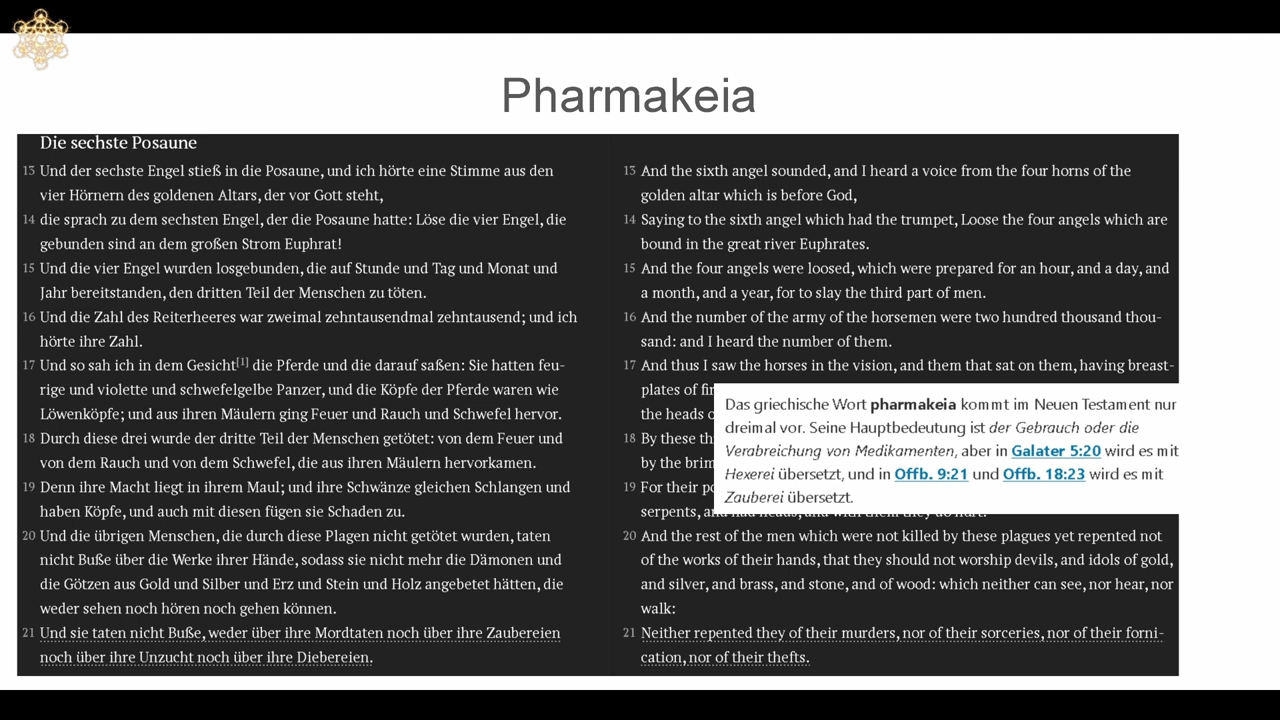 Pharmakeia
Die sechste Posaune
13 Und der sechste Engel stieß in die Posaune, und ich hörte eine Stimme aus den
vier Hörnern des goldenen Altars, der vor Gott steht,
14 die sprach zu dem sechsten Engel, der die Posaune hatte: Löse die vier Engel, die
gebunden sind an dem großen Strom Euphrat!
15 Und die vier Engel wurden losgebunden, die auf Stunde und Tag und Monat und
Jahr bereitstanden, den dritten Teil der Menschen zu töten.
16 Und die Zahl des Reiterheeres war zweimal zehntausendmal zehntausend; und ich
hörte ihre Zahl.
17 Und so sah ich in dem Gesicht[1] die Pferde und die darauf saßen: Sie hatten feu-
rige und violette und schwefelgelbe Panzer, und die Köpfe der Pferde waren wie
Löwenköpfe; und aus ihren Mäulern ging Feuer und Rauch und Schwefel hervor.
18 Durch diese drei wurde der dritte Teil der Menschen getötet: von dem Feuer und
von dem Rauch und von dem Schwefel, die aus ihren Mäulern hervorkamen.
19 Denn ihre Macht liegt in ihrem Maul; und ihre Schwänze gleichen Schlangen und
haben Köpfe, und auch mit diesen fügen sie Schaden zu.
20 Und die übrigen Menschen, die durch diese Plagen nicht getötet wurden, taten
nicht Buße über die Werke ihrer Hände, sodass sie nicht mehr die Dämonen und
die Götzen aus Gold und Silber und Erz und Stein und Holz angebetet hätten, die
weder sehen noch hören noch gehen können.
21 Und sie taten nicht Buße, weder über ihre Mordtaten noch über ihre Zaubereien
noch über ihre Unzucht noch über ihre Diebereien.
13 And the sixth angel sounded, and I heard a voice from the four horns of the
golden altar which is before God,
14 Saying to the sixth angel which had the trumpet, Loose the four angels which are
bound in the great river Euphrates.
15 And the four angels were loosed, which were prepared for an hour, and a day, and
a month, and a year, for to slay the third part of men.
16 And the number of the army of the horsemen were two hundred thousand thou-
sand: and I heard the number of them.
17 And thus I saw the horses in the vision, and them that sat on them, having breast-
plates of
the heads
18 By these
by the
19 For their
serpents, and had heads, and with them they do hurt.
20 And the rest of the men which were not killed by these plagues yet repented not
of the works of their hands, that they should not worship devils, and idols of gold,
and silver, and brass, and stone, and of wood: which neither can see, nor hear, nor
walk:
21 Neither repented they of their murders, nor of their sorceries, nor of their forni-
cation, nor of their thefts.
Das griechische Wort pharmakeia kommt im Neuen Testament nur
dreimal vor. Seine Hauptbedeutung ist der Gebrauch oder die
Verabreichung von Medikamenten, aber in Galater 5:20 wird es mit
Hexerei übersetzt, und in Offb. 9:21 und Offb. 18:23 wird es mit
Zauberei übersetzt.